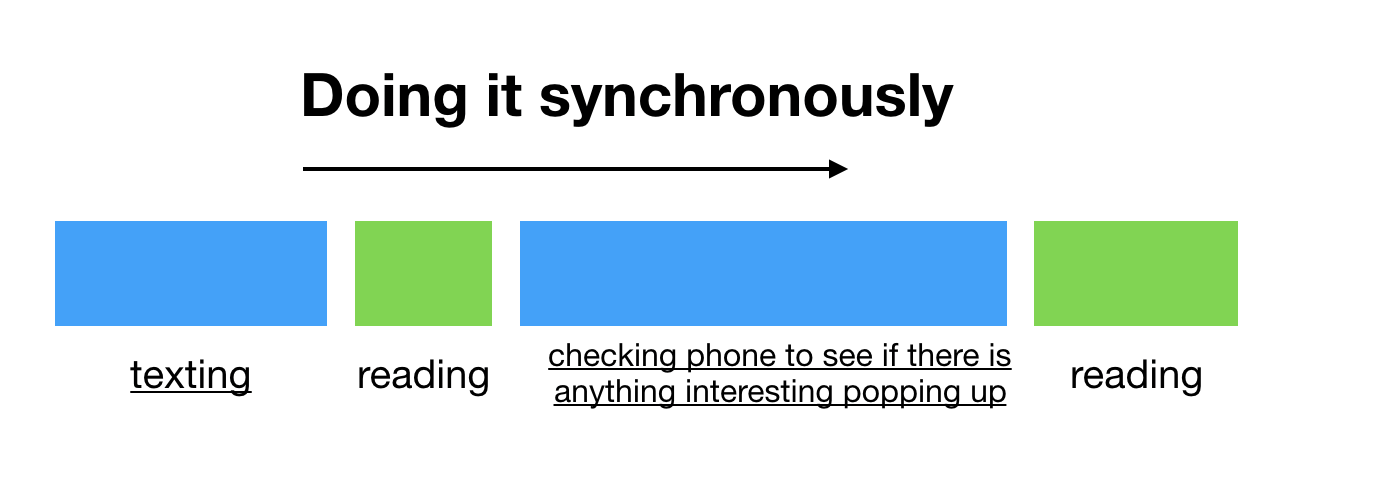 Doing it synchronously
texting
reading
checking phone to see if there is
anything interesting popping up
reading